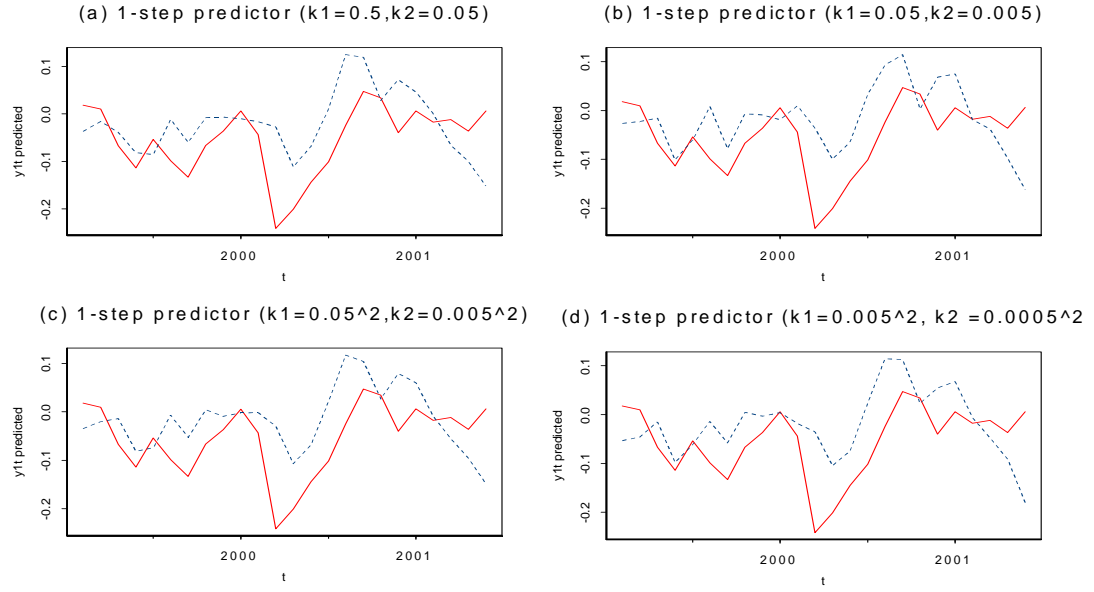 (a) 1-step predictor (k1=0.5,k2=0.05)
y1t predicted
0.1
0.0
-0.1
-0.2
2000
2001
t
(b) 1-step predictor (k1=0.05,k2=0.005)
y1t predicted
0.1
0.0
-0.1
-0.2
2000
2001
t
(c) 1-step predictor (k1=0.05^2,k2=0.005^2)
y1t predicted
0.1
0.0
-0.1
-0.2
2000
2001
t
(d) 1-step predictor (k1=0.005^2, k2 =0.0005^2
y1t predicted
0.1
0.0
-0.1
-0.2
2000
2001
t